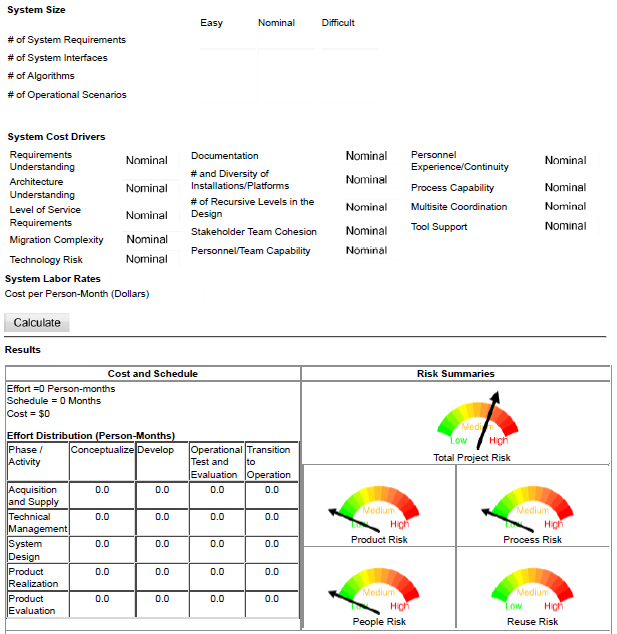 System Size
Easy Nominal Difficult
# of System Requirements
# of System Interfaces
# of Algorithms
# of Operational Scenarios
System Cost Drivers
Requirements
Understanding
Nominal
Architecture
Understanding
Nominal
Level of Service
Requirements
Nominal
Migration Complexity Nominal
Technology Risk Nominal
Documentation Nominal
# and Diversity of
Installations/Platforms
Nominal
# of Recursive Levels in the
Design
Nominal
Stakeholder Team Cohesion Nominal
Personnel/Team Capability Nominal
Personnel
Experience/Continuity
Nominal
Process Capability Nominal
Multisite Coordination Nominal
Tool Support Nominal
System Labor Rates
Cost per Person-Month (Dollars)
Calculate
Results
Cost and Schedule
Effort =0 Person-months
Schedule = 0 Months
Cost = $0
Effort Distribution (Person-Months)
Phase /
Activity
Conceptualize
Develop
Operational
Test and
Evaluation
Transition
to
Operation
Acquisition
and Supply
0.0 0.0 0.0 0.0
Technical
Management
0.0 0.0 0.0 0.0
System
Design
0.0 0.0 0.0 0.0
Product
Realization
0.0 0.0 0.0 0.0
Product
Evaluation
0.0 0.0 0.0 0.0
Risk Summaries
Medium
Low High
Total Project Risk
Medium
Low High
Product Risk
Medium
Low High
Process Risk
Medium
Low High
People Risk
Medium
Low High
Reuse Risk